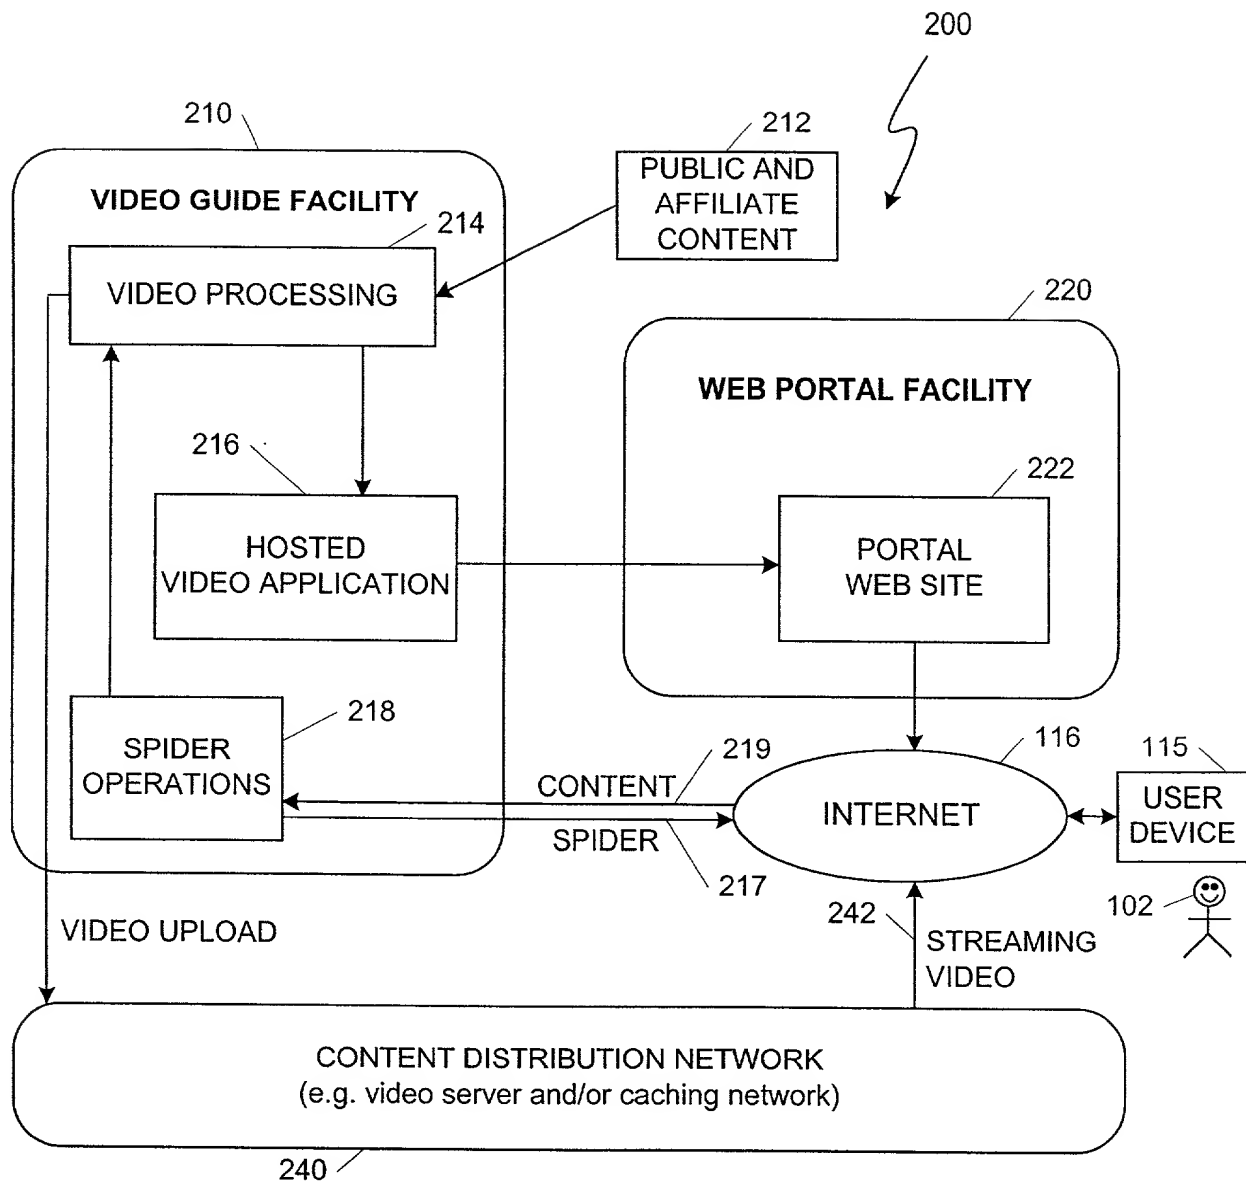 200
210
212
PUBLIC AND
AFFILIATE
CONTENT
VIDEO GUIDE FACILITY
214
VIDEO PROCESSING
220
WEB PORTAL FACILITY
216
222
HOSTED
VIDEO APPLICATION
PORTAL
WEB SITE
218
SPIDER
OPERATIONS
219
116
115
CONTENT
INTERNET
USER
DEVICE
SPIDER
217
102
242
VIDEO UPLOAD
STREAMING
VIDEO
CONTENT DISTRIBUTION NETWORK
(e.g. video server and/or caching network)
240